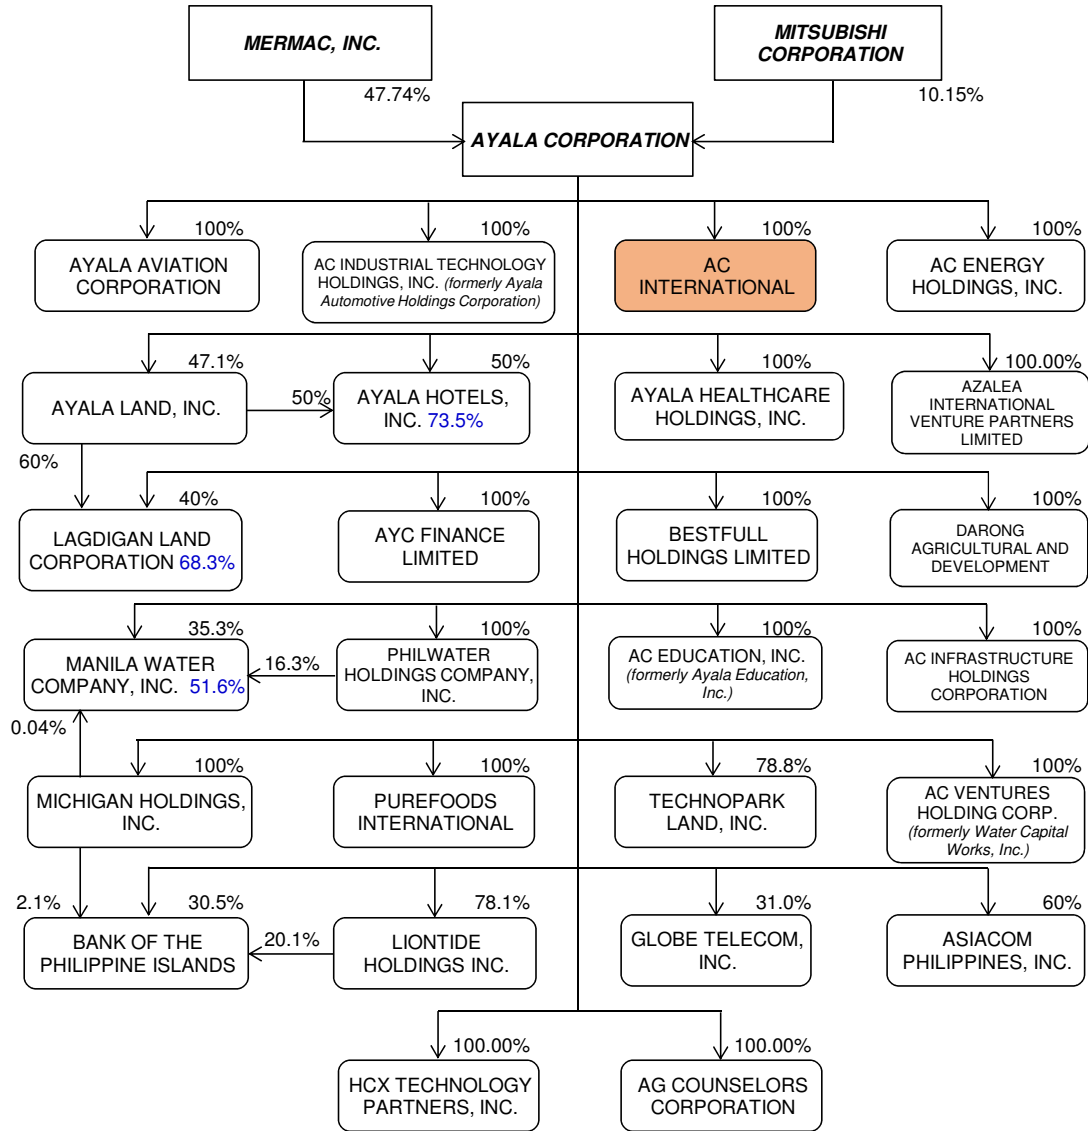 MERMAC, INC.
MITSUBISHI
CORPORATION
47.74%
10.15%
AYALA CORPORATION
100%
100%
100%
100%
AYALA AVIATION
CORPORATION
AC INDUSTRIAL TECHNOLOGY
HOLDINGS, INC. (formerly Ayala
Automotive Holdings Corporation)
AC
INTERNATIONAL
AC ENERGY
HOLDINGS, INC.
47.1%
50%
100%
100.00%
AYALA LAND, INC.
50%
AYALA HOTELS,
INC. 73.5%
AYALA HEALTHCARE
HOLDINGS, INC.
AZALEA
INTERNATIONAL
VENTURE PARTNERS
LIMITED
60%
40%
100%
100%
100%
LAGDIGAN LAND
CORPORATION 68.3%
AYC FINANCE
LIMITED
BESTFULL
HOLDINGS LIMITED
DARONG
AGRICULTURAL AND
DEVELOPMENT
35.3%
100%
100%
100%
MANILA WATER
COMPANY, INC. 51.6%
16.3%
PHILWATER
HOLDINGS COMPANY,
INC.
AC EDUCATION, INC.
(formerly Ayala Education,
Inc.)
AC INFRASTRUCTURE
HOLDINGS
CORPORATION
0.04%
100%
100%
78.8%
100%
MICHIGAN HOLDINGS,
INC.
PUREFOODS
INTERNATIONAL
TECHNOPARK
LAND, INC.
AC VENTURES
HOLDING CORP.
(formerly Water Capital
Works, Inc.)
2.1%
30.5%
78.1%
31.0%
60%
BANK OF THE
PHILIPPINE ISLANDS
20.1%
LIONTIDE
HOLDINGS INC.
GLOBE TELECOM,
INC.
ASIACOM
PHILIPPINES, INC.
100.00%
100.00%
HCX TECHNOLOGY
PARTNERS, INC.
AG COUNSELORS
CORPORATION